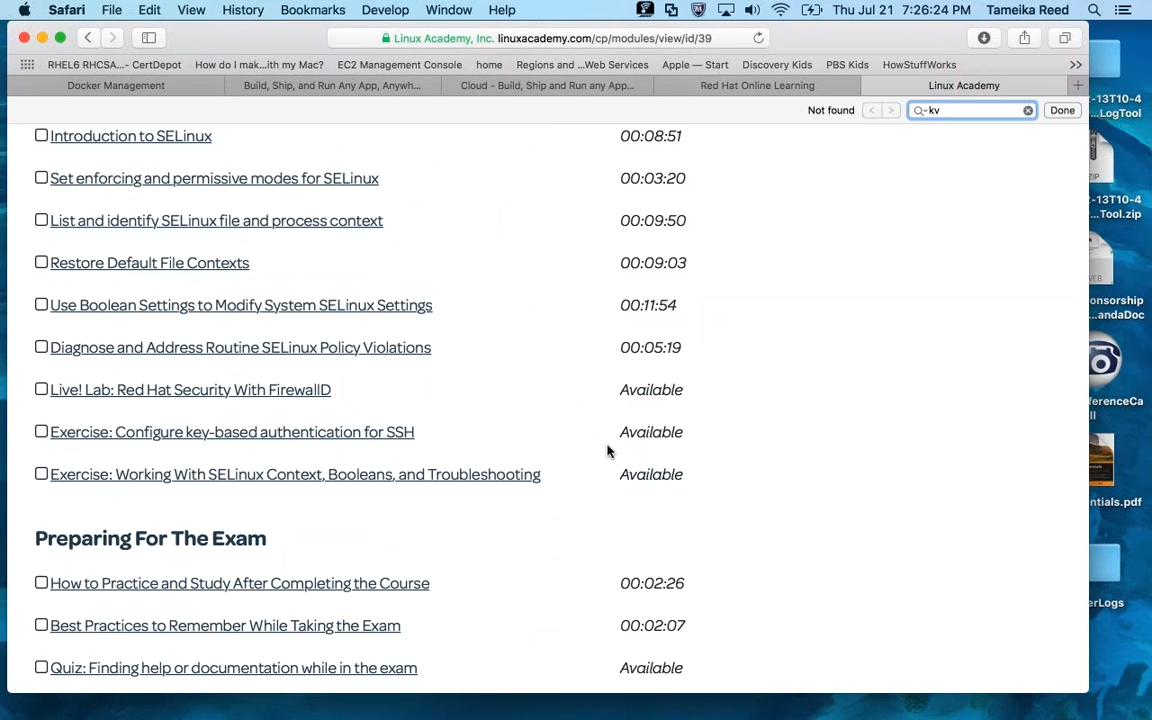 Safari File Edit View History Bookmarks Develop Window Help Thu Jul 21 7:26:24 PM Tameika Reed
Linux Academy, Inc. linuxacademy.com/cp/modules/view/id/39
RHEL6 RHCSA...- CertDepot How do I mak...ith my Mac? EC2 Management Console home Regions and ...Web Services Apple — Start Discovery Kids PBS Kids HowStuffWorks
Docker Management Build, Ship, and Run Any App, Anywh... Cloud - Build, Ship and Run any App... Red Hat Online Learning Linux Academy
Not found kv Done
Introduction to SELinux 00:08:51
Set enforcing and permissive modes for SELinux 00:03:20
List and identify SELinux file and process context 00:09:50
Restore Default File Contexts 00:09:03
Use Boolean Settings to Modify System SELinux Settings 00:11:54
Diagnose and Address Routine SELinux Policy Violations 00:05:19
Live! Lab: Red Hat Security With FirewallD Available
Exercise: Configure key-based authentication for SSH Available
Exercise: Working With SELinux Context, Booleans, and Troubleshooting Available
Preparing For The Exam
How to Practice and Study After Completing the Course 00:02:26
Best Practices to Remember While Taking the Exam 00:02:07
Quiz: Finding help or documentation while in the exam Available
-13T10-4
...LogTool
ZIP
-13T10-4
...Tool.zip
onsorship
...andaDoc
erenceCa
ll
ntials.pdf
erLogs